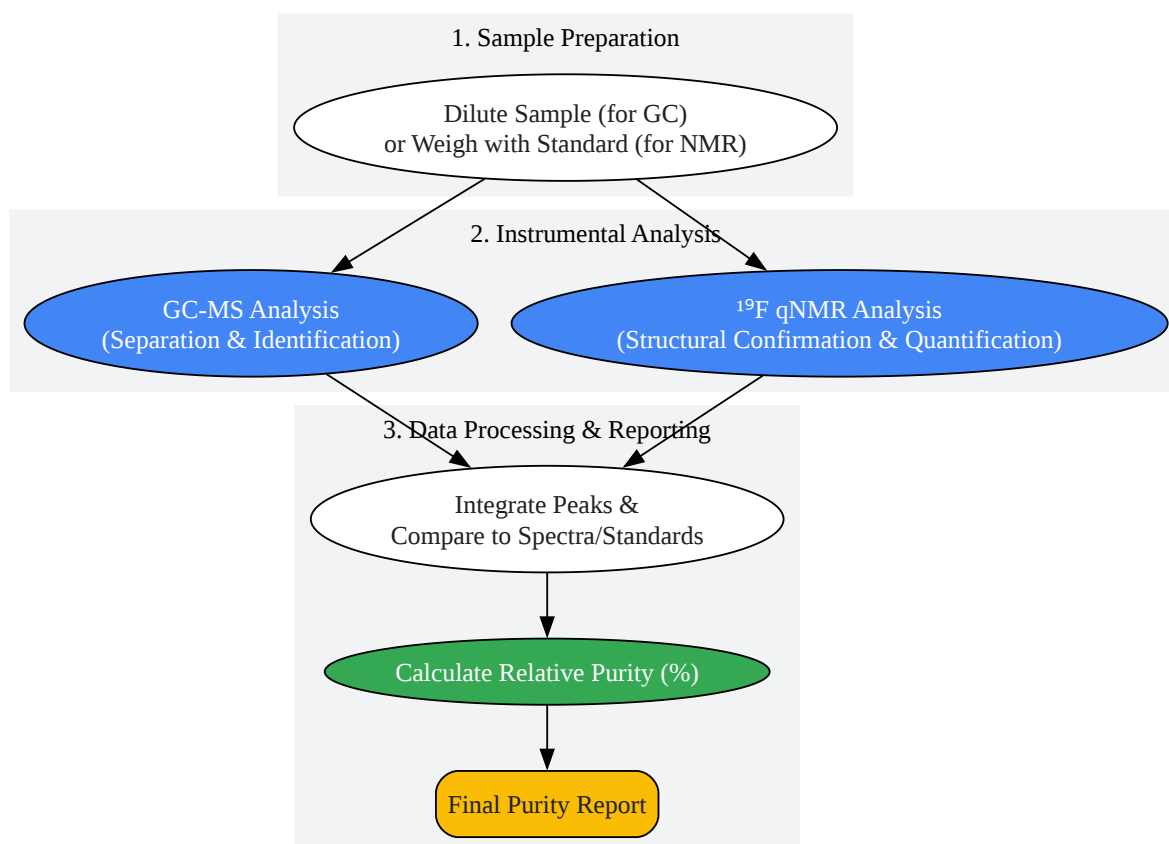 1. Sample Preparation
Dilute Sample (for GC)
or Weigh with Standard (for NMR)
2. Instrumental Analysis
GC-MS Analysis
(Separation & Identification)
¹⁹F qNMR Analysis
(Structural Confirmation & Quantification)
3. Data Processing & Reporting
Integrate Peaks &
Compare to Spectra/Standards
Calculate Relative Purity (%)
Final Purity Report